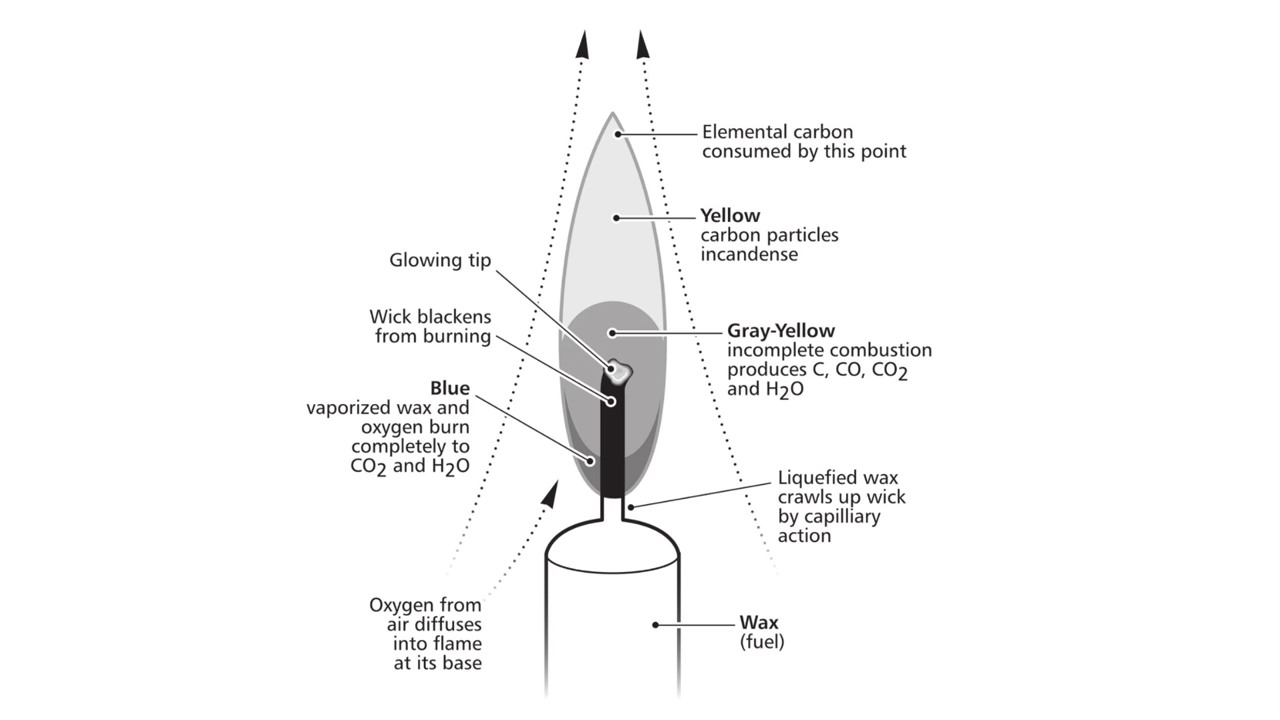 Elemental carbon
consumed by this point
Yellow
carbon particles
incandense
Glowing tip
Wick blackens
from burning
Gray-Yellow
incomplete combustion
produces C, CO, CO2
and H2O
Blue
vaporized wax and
oxygen burn
completely to
CO2 and H2O
Liquefied wax
crawls up wick
by capilliary
action
Oxygen from
air diffuses
into flame
at its base
Wax
(fuel)